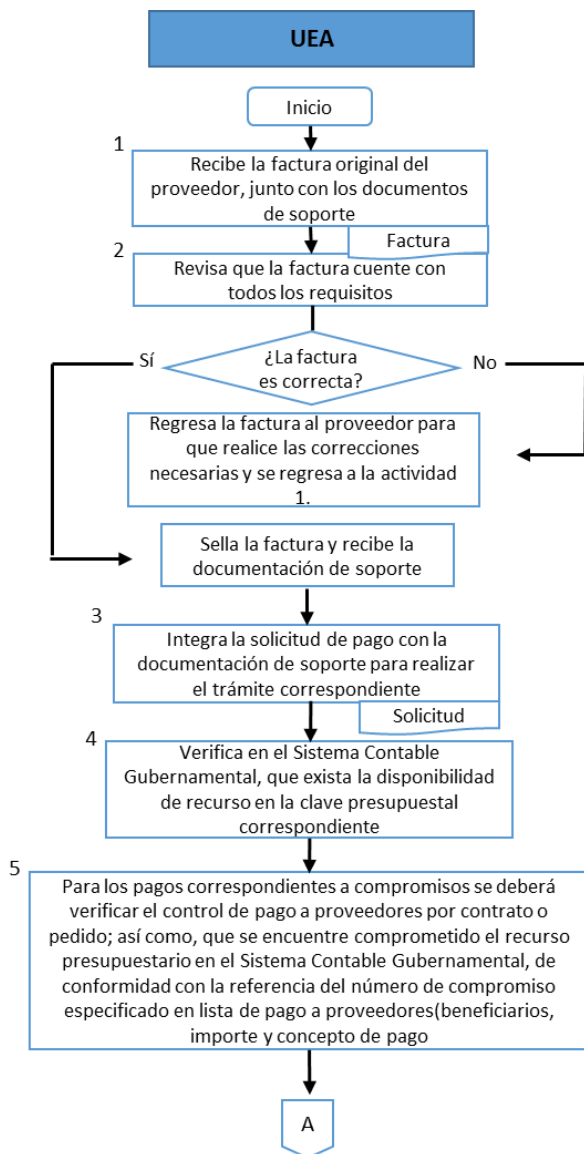 UEA
Inicio
1
Recibe la factura original del
proveedor, junto con los documentos
de soporte
Factura
2
Revisa que la factura cuente con
todos los requisitos
Sí
¿La factura
es correcta?
No
Regresa la factura al proveedor para
que realice las correcciones
necesarias y se regresa a la actividad
1.
Sella la factura y recibe la
documentación de soporte
3
Integra la solicitud de pago con la
documentación de soporte para realizar
el trámite correspondiente
Solicitud
4
Verifica en el Sistema Contable
Gubernamental, que exista la disponibilidad
de recurso en la clave presupuestal
correspondiente
5
Para los pagos correspondientes a compromisos se deberá
verificar el control de pago a proveedores por contrato o
pedido; así como, que se encuentre comprometido el recurso
presupuestario en el Sistema Contable Gubernamental, de
conformidad con la referencia del número de compromiso
especificado en lista de pago a proveedores(beneficiarios,
importe y concepto de pago
A